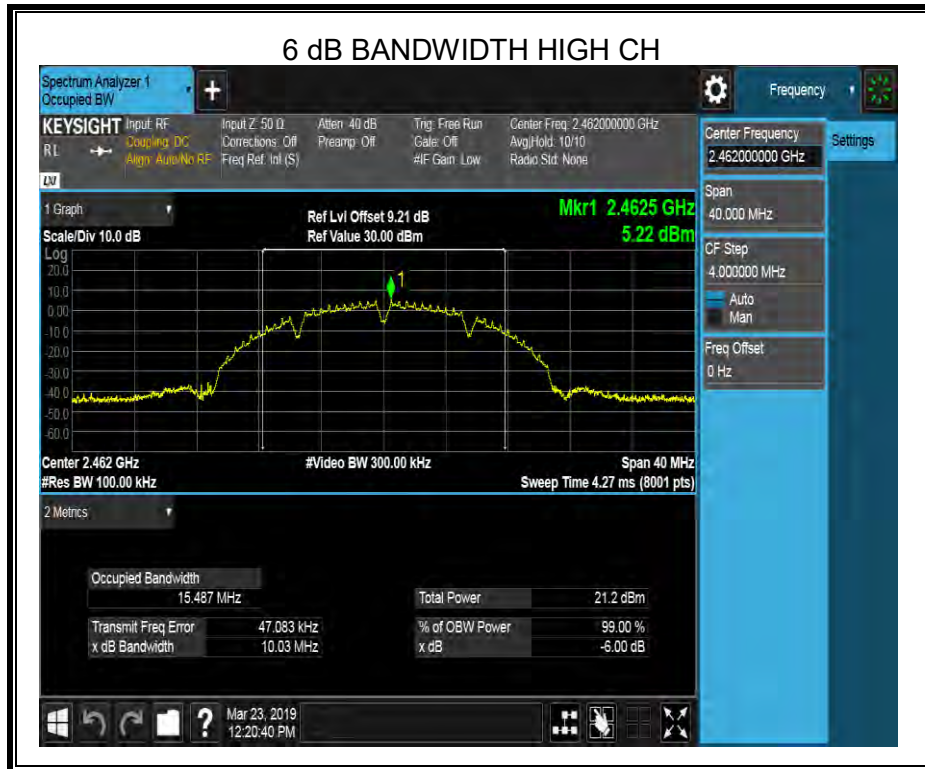 6 dB BANDWIDTH HIGH CH
Spectrum Analyzer 1
Occupied BW
+
Frequency
KEYSIGHT
RL
LXI
Input: RF
Coupling: DC
Align: Auto/No RF
Input Z: 50 Ω
Corrections: Off
Freq Ref: Int (S)
Atten: 40 dB
Preamp: Off
Trig: Free Run
Gate: Off
#IF Gain: Low
Center Freq: 2.462000000 GHz
Avg|Hold: 10/10
Radio Std: None
1 Graph
Scale/Div 10.0 dB
Ref Lvl Offset 9.21 dB
Ref Value 30.00 dBm
Mkr1 2.4625 GHz
5.22 dBm
Log
20.0
10.0
0.00
-10.0
-20.0
-30.0
-40.0
-50.0
-60.0
1
Center 2.462 GHz
#Res BW 100.00 kHz
#Video BW 300.00 kHz
Span 40 MHz
Sweep Time 4.27 ms (8001 pts)
2 Metrics
Occupied Bandwidth
15.487 MHz
Transmit Freq Error 47.083 kHz
x dB Bandwidth 10.03 MHz
Total Power 21.2 dBm
% of OBW Power 99.00 %
x dB -6.00 dB
Center Frequency
2.462000000 GHz
Span
40.000 MHz
CF Step
4.000000 MHz
Auto
Man
Freq Offset
0 Hz
Settings
?
Mar 23, 2019
12:20:40 PM